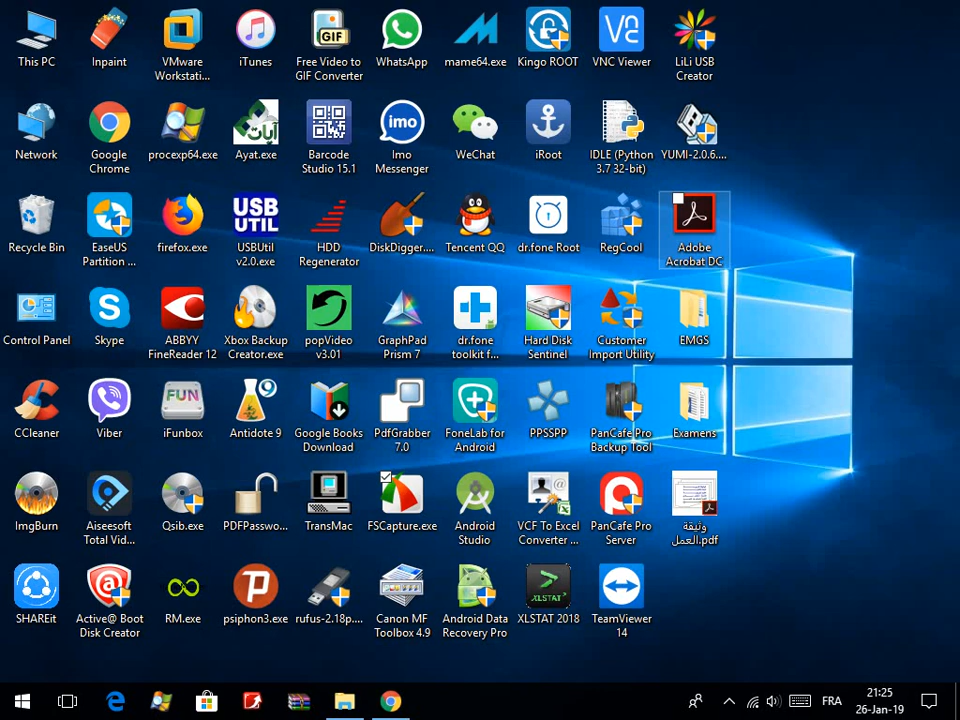 This PC
Inpaint
VMware
Workstati...
iTunes
GIF
Free Video to
GIF Converter
WhatsApp
mame64.exe
Kingo ROOT
VNC Viewer
LiLi USB
Creator
Network
Google
Chrome
procexp64.exe
Ayat.exe
Barcode
Studio 15.1
imo
Imo
Messenger
WeChat
iRoot
IDLE (Python
3.7 32-bit)
YUMI-2.0.6....
Recycle Bin
EaseUS
Partition ...
firefox.exe
USB
UTIL
USBUtil
v2.0.exe
HDD
Regenerator
DiskDigger....
Tencent QQ
dr.fone Root
RegCool
Adobe
Acrobat DC
Control Panel
Skype
ABBYY
FineReader 12
Xbox Backup
Creator.exe
popVideo
v3.01
GraphPad
Prism 7
dr.fone
toolkit f...
Hard Disk
Sentinel
Customer
Import Utility
EMGS
CCleaner
Viber
FUN
iFunbox
Antidote 9
Google Books
Download
PdfGrabber
7.0
FoneLab for
Android
PPSSPP
PanCafe Pro
Backup Tool
Examens
ImgBurn
Aiseesoft
Total Vid...
Qsib.exe
PDFPasswo...
TransMac
FSCapture.exe
Android
Studio
VCF To Excel
Converter ...
PanCafe Pro
Server
وثيقة
العمل.pdf
SHAREit
Active@ Boot
Disk Creator
RM.exe
psiphon3.exe
rufus-2.18p....
Canon MF
Toolbox 4.9
Android Data
Recovery Pro
XLSTAT
XLSTAT 2018
TeamViewer
14
FRA
21:25
26-Jan-19